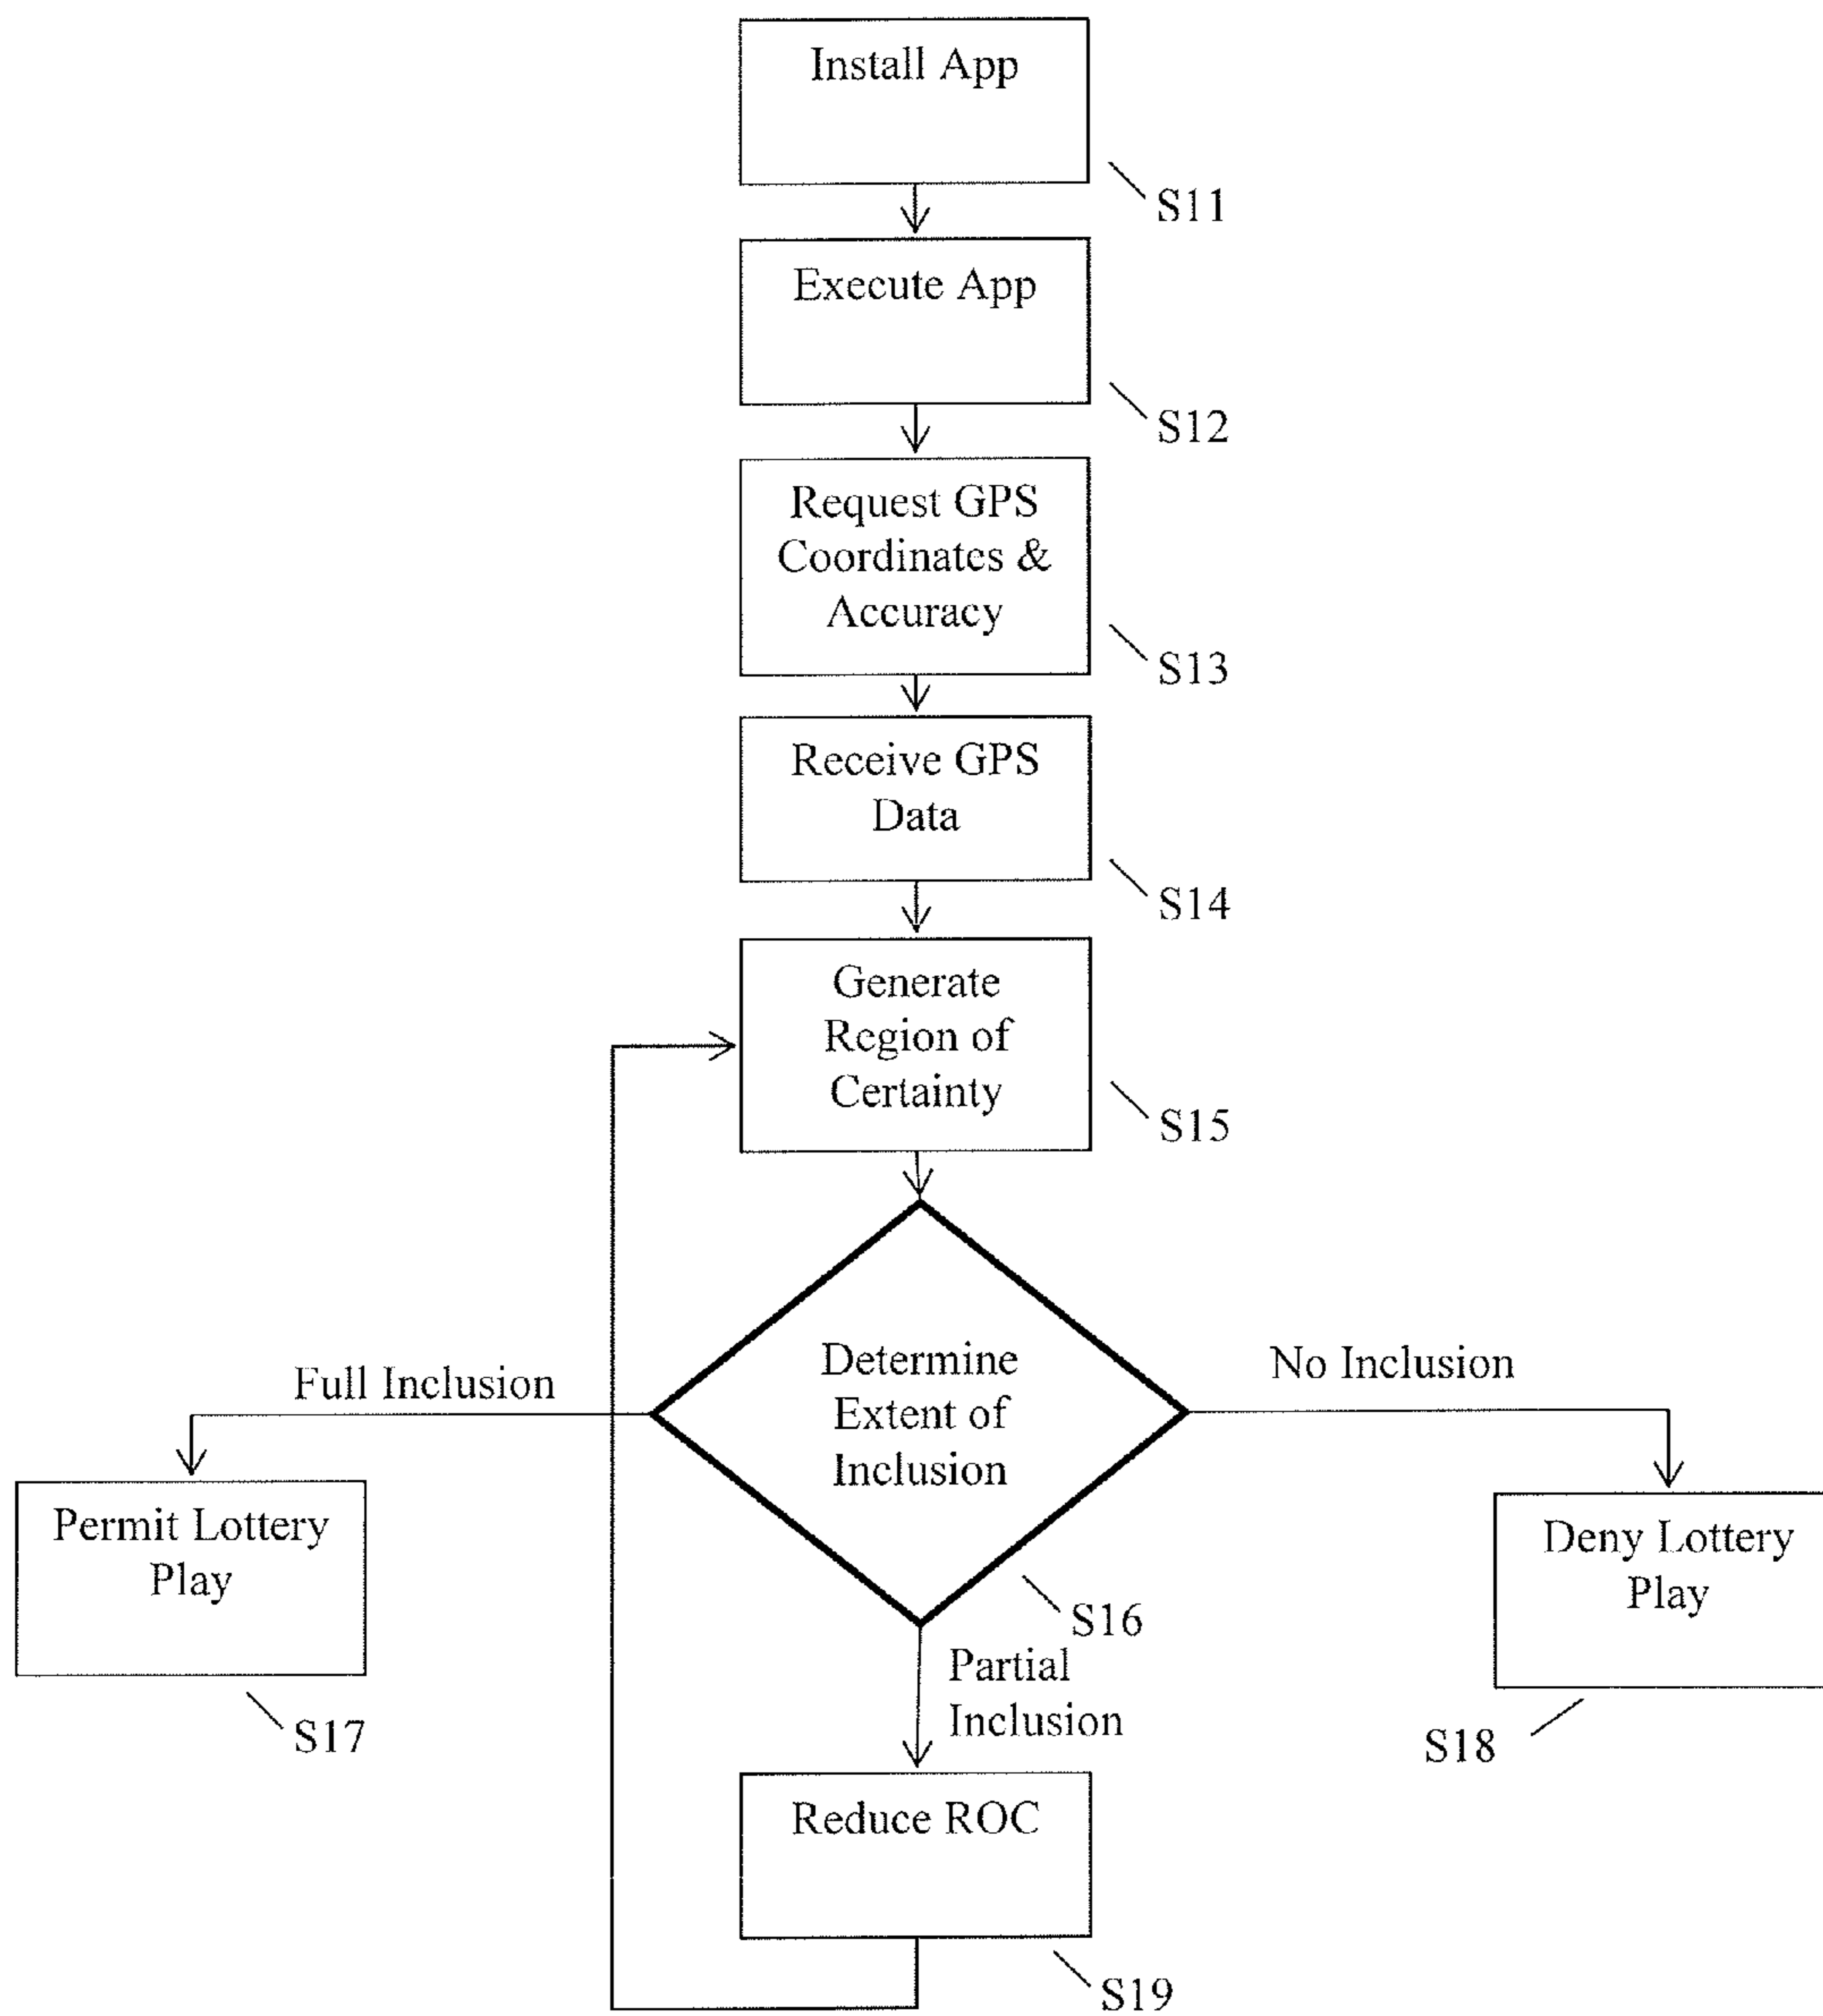 Install App
S11
Execute App
S12
Request GPS
Coordinates &
Accuracy
S13
Receive GPS
Data
S14
Generate
Region of
Certainty
S15
Determine
Extent of
Inclusion
S16
Full Inclusion
No Inclusion
Permit Lottery
Play
S17
Deny Lottery
Play
S18
Partial
Inclusion
Reduce ROC
S19